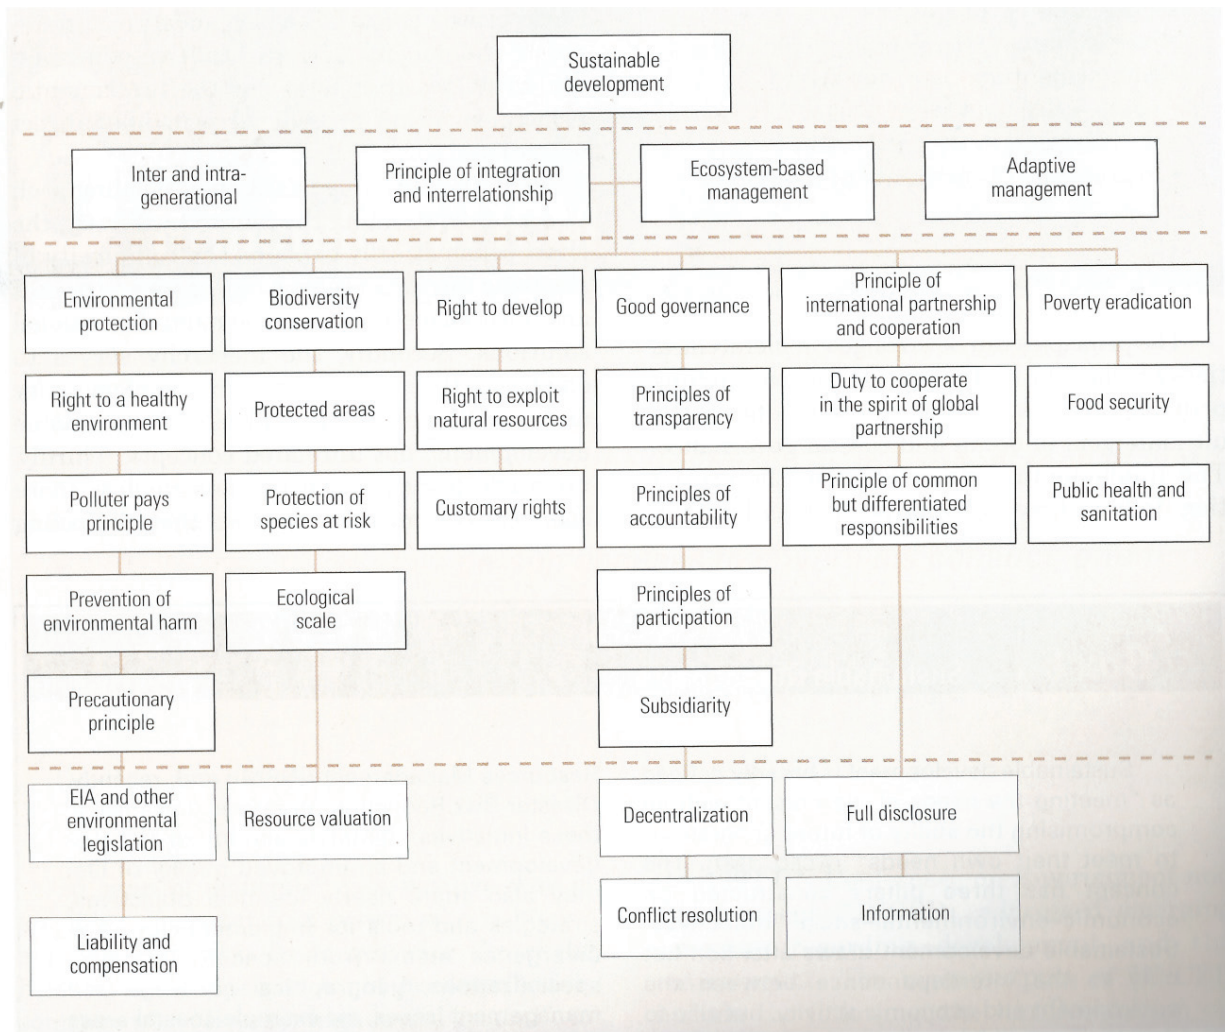 Sustainable
development
Inter and intra-
generational
Principle of integration
and interrelationship
Ecosystem-based
management
Adaptive
management
Environmental
protection
Biodiversity
conservation
Right to develop
Good governance
Principle of
international partnership
and cooperation
Poverty eradication
Right to a healthy
environment
Protected areas
Right to exploit
natural resources
Principles of
transparency
Duty to cooperate
in the spirit of global
partnership
Food security
Polluter pays
principle
Protection of
species at risk
Customary rights
Principles of
accountability
Principle of common
but differentiated
responsibilities
Public health and
sanitation
Prevention of
environmental harm
Ecological
scale
Principles of
participation
Precautionary
principle
Subsidiarity
EIA and other
environmental
legislation
Resource valuation
Decentralization
Full disclosure
Liability and
compensation
Conflict resolution
Information